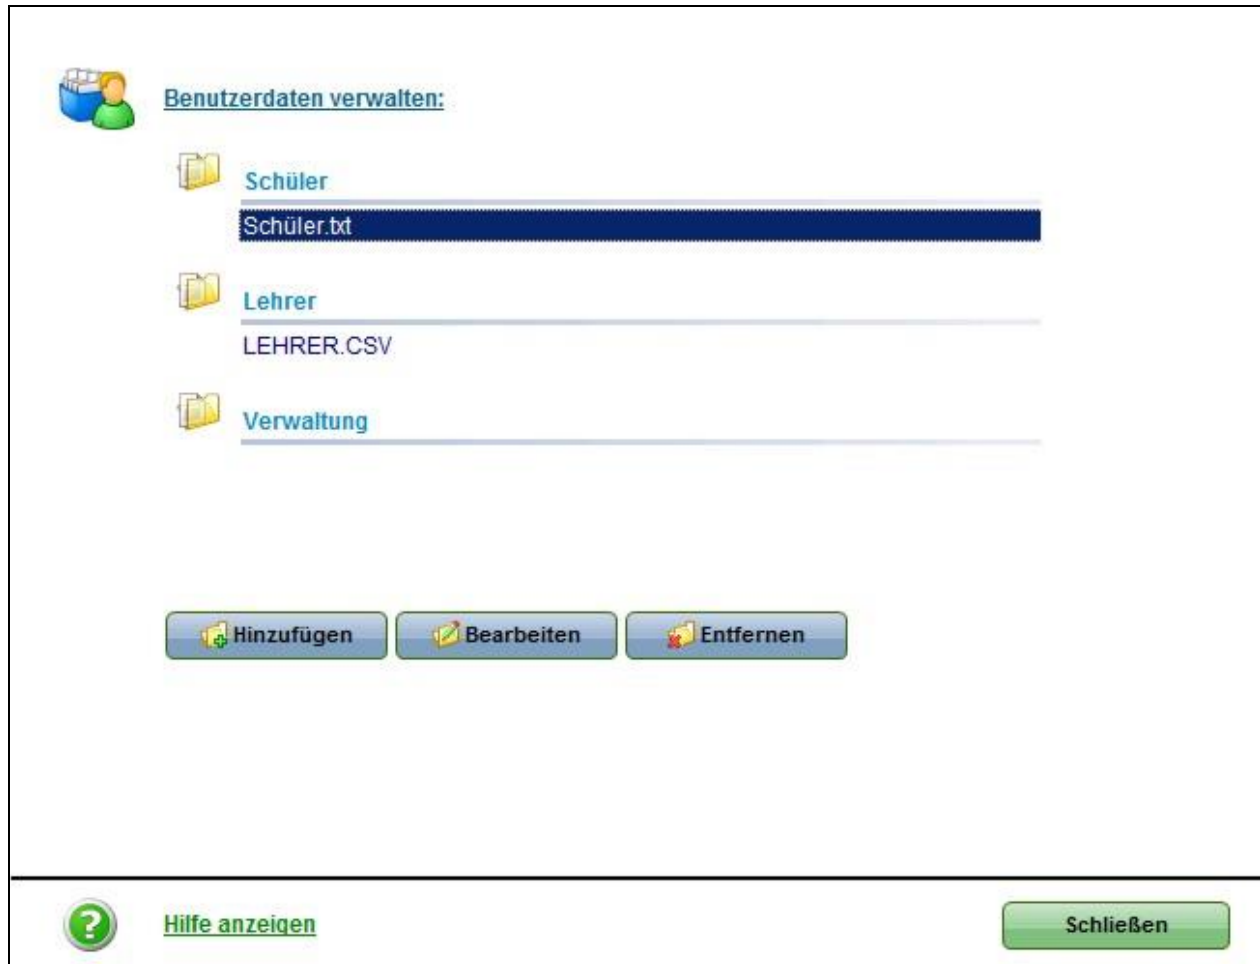 Benutzerdaten verwalten:
Schüler
Schüler.txt
Lehrer
LEHRER.CSV
Verwaltung
Hinzufügen Bearbeiten Entfernen
Hilfe anzeigen Schließen